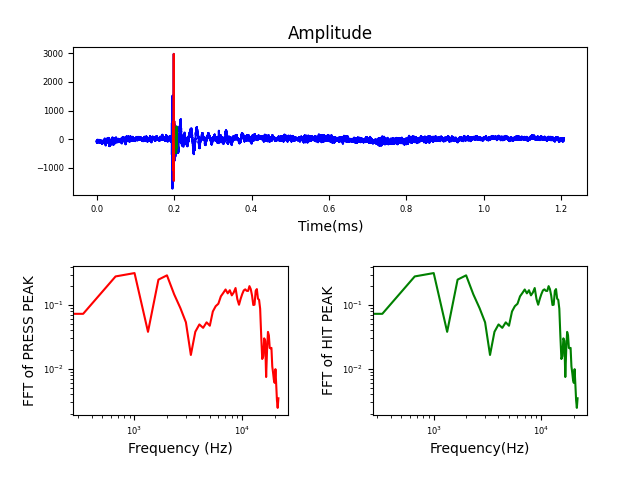 Amplitude
3000
2000
1000
0
−1000
0.0 0.2 0.4 0.6 0.8 1.0 1.2
Time(ms)
FFT of PRESS PEAK
10⁻¹
10⁻²
10³ 10⁴
Frequency (Hz)
FFT of HIT PEAK
10⁻¹
10⁻²
10³ 10⁴
Frequency(Hz)